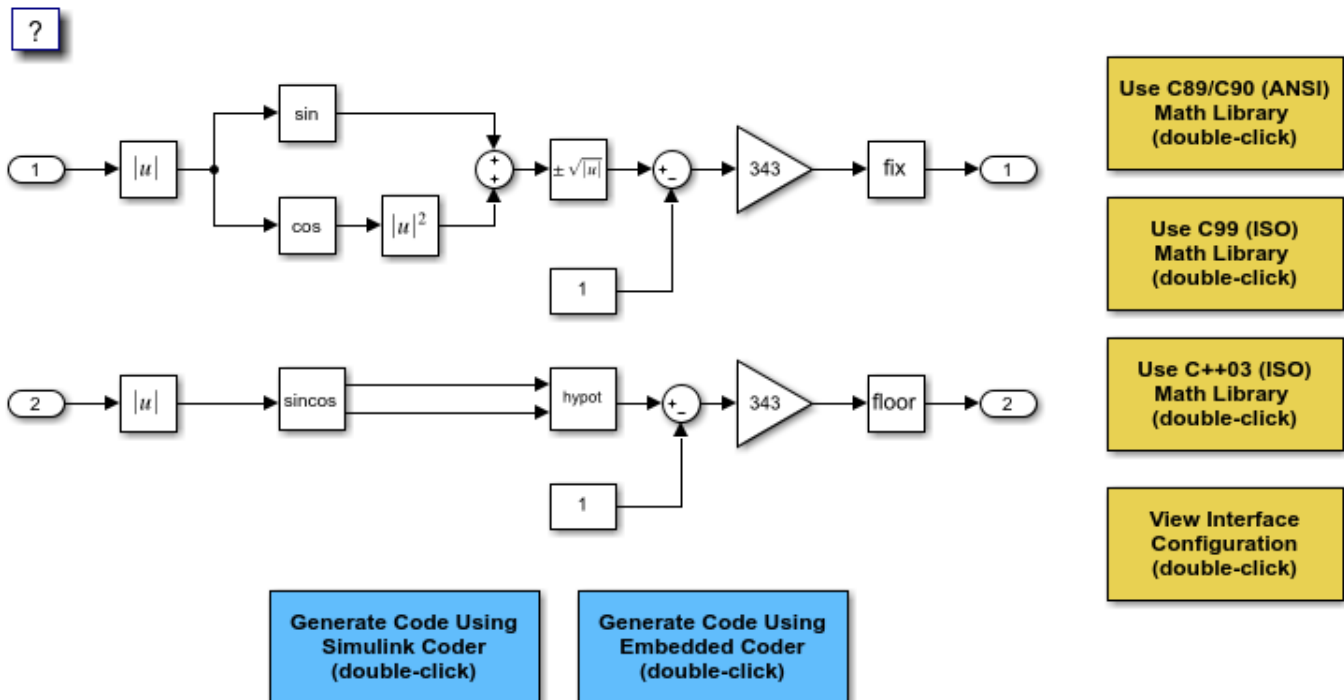 ?
1
|u|
sin
cos
|u|²
+
+
± √|u|
+
−
343
fix
1
1
2
|u|
sincos
hypot
+
−
343
floor
2
1
Use C89/C90 (ANSI)
Math Library
(double-click)
Use C99 (ISO)
Math Library
(double-click)
Use C++03 (ISO)
Math Library
(double-click)
View Interface
Configuration
(double-click)
Generate Code Using
Simulink Coder
(double-click)
Generate Code Using
Embedded Coder
(double-click)